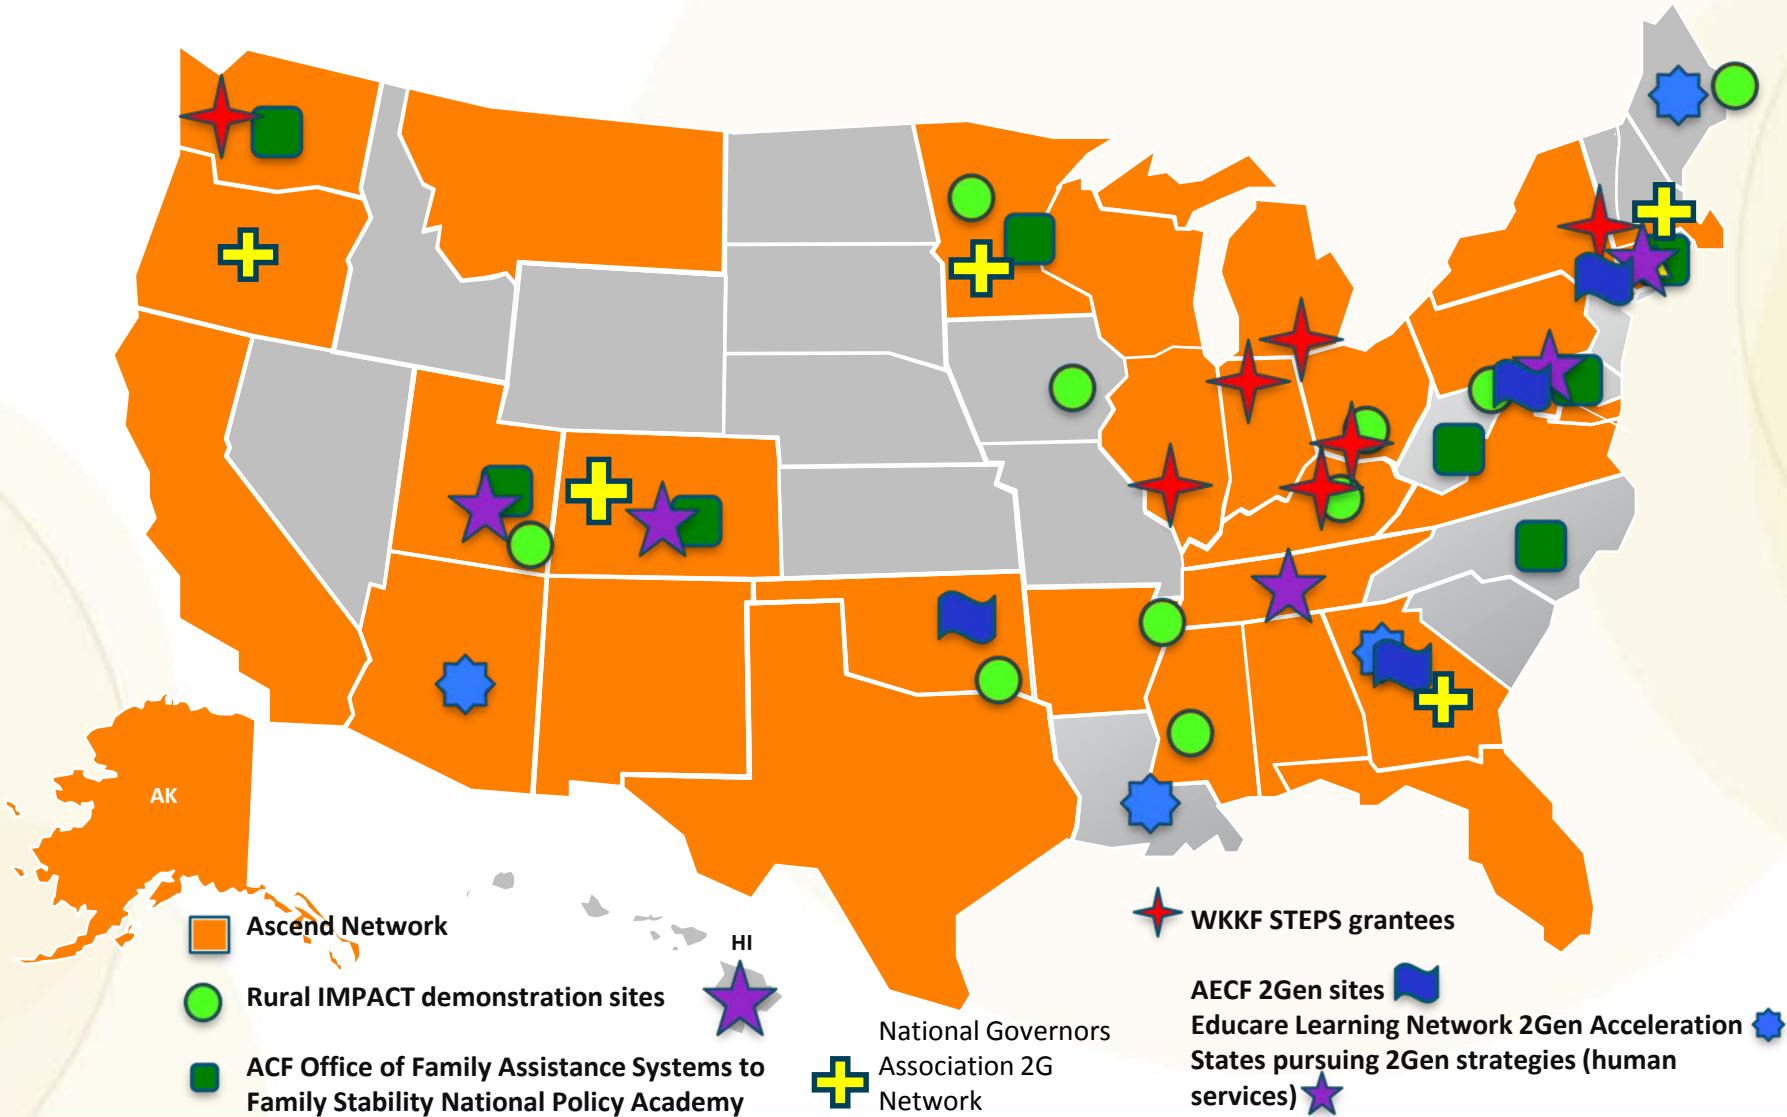 AK
HI
Ascend Network
Rural IMPACT demonstration sites
ACF Office of Family Assistance Systems to
Family Stability National Policy Academy
National Governors
Association 2G
Network
WKKF STEPS grantees
AECF 2Gen sites
Educare Learning Network 2Gen Acceleration
States pursuing 2Gen strategies (human
services)